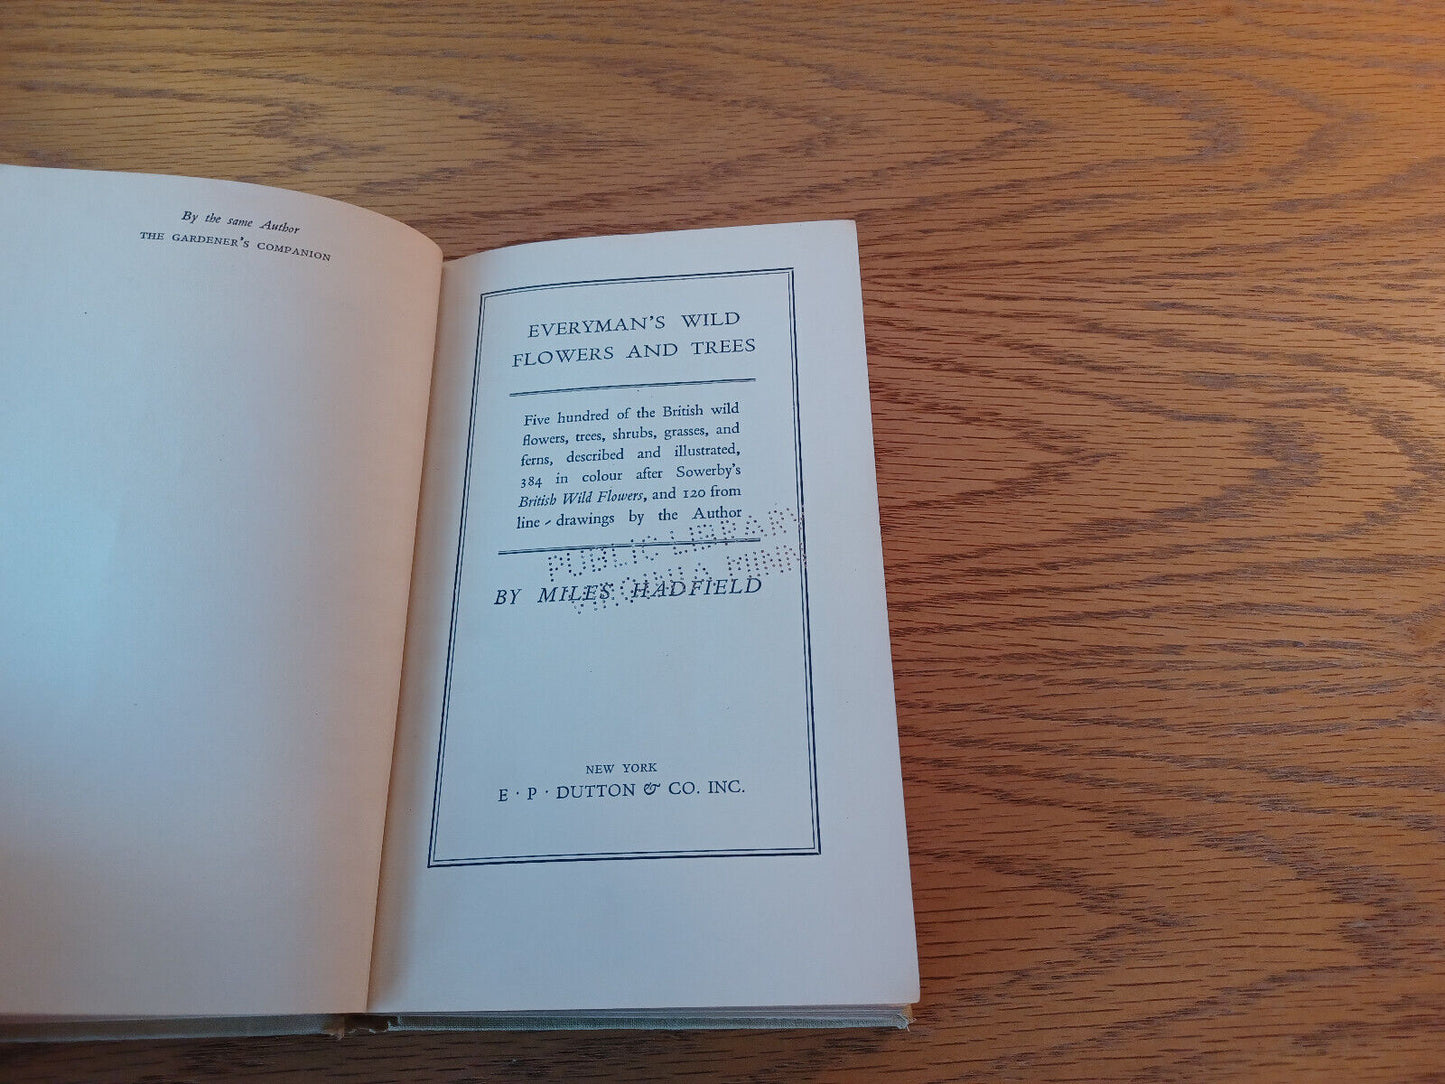 By the same Author
THE GARDENER'S COMPANION
EVERYMAN'S WILD
FLOWERS AND TREES
Five hundred of the British wild
flowers, trees, shrubs, grasses, and
ferns, described and illustrated,
384 in colour after Sowerby's
British Wild Flowers, and 120 from
line-drawings by the Author
PUBLIC LIBRARY
VIRGINIA MINN
BY MILES HADFIELD
NEW YORK
E · P · DUTTON & CO. INC.